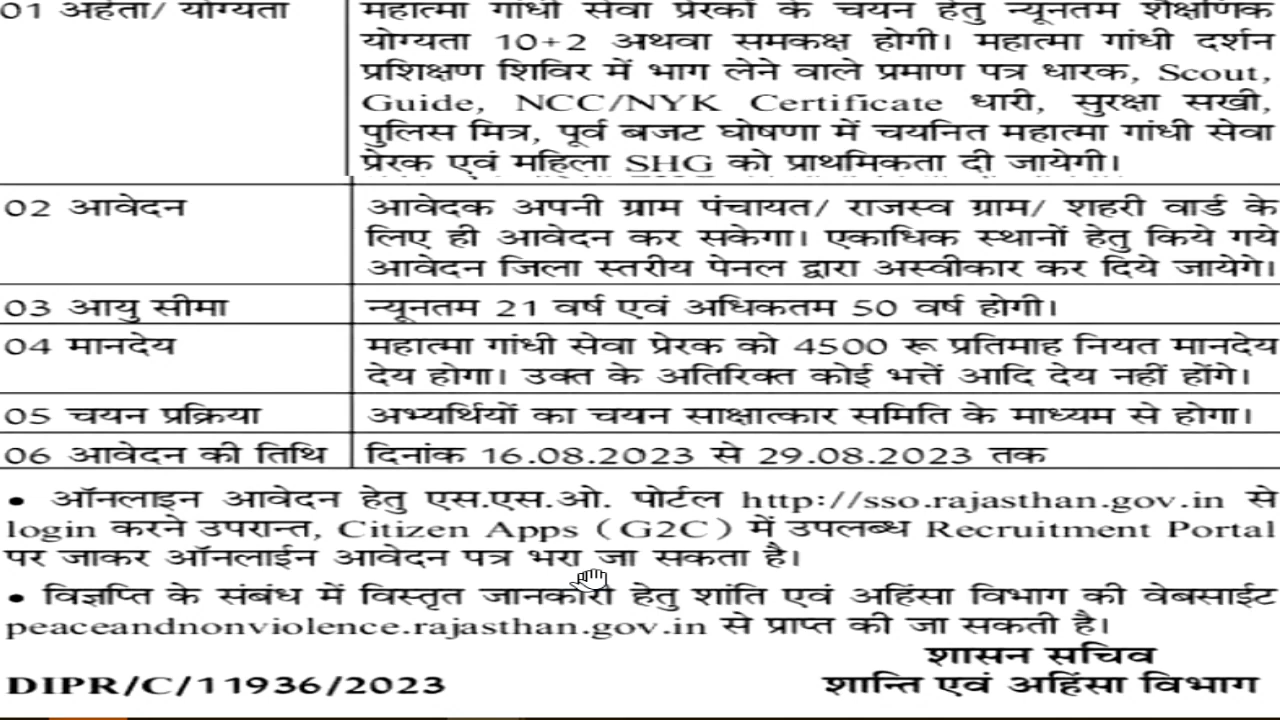 01 अर्हता/ योग्यता
महात्मा गांधी सेवा प्रेरकों के चयन हेतु न्यूनतम शैक्षणिक
योग्यता 10+2 अथवा समकक्ष होगी। महात्मा गांधी दर्शन
प्रशिक्षण शिविर में भाग लेने वाले प्रमाण पत्र धारक, Scout,
Guide, NCC/NYK Certificate धारी, सुरक्षा सखी,
पुलिस मित्र, पूर्व बजट घोषणा में चयनित महात्मा गांधी सेवा
प्रेरक एवं महिला SHG को प्राथमिकता दी जायेगी।
02 आवेदन
आवेदक अपनी ग्राम पंचायत/ राजस्व ग्राम/ शहरी वार्ड के
लिए ही आवेदन कर सकेगा। एकाधिक स्थानों हेतु किये गये
आवेदन जिला स्तरीय पेनल द्वारा अस्वीकार कर दिये जायेगे।
03 आयु सीमा
न्यूनतम 21 वर्ष एवं अधिकतम 50 वर्ष होगी।
04 मानदेय
महात्मा गांधी सेवा प्रेरक को 4500 रू प्रतिमाह नियत मानदेय
देय होगा। उक्त के अतिरिक्त कोई भत्तें आदि देय नहीं होंगे।
05 चयन प्रक्रिया
अभ्यर्थियों का चयन साक्षात्कार समिति के माध्यम से होगा।
06 आवेदन की तिथि
दिनांक 16.08.2023 से 29.08.2023 तक
• ऑनलाइन आवेदन हेतु एस.एस.ओ. पोर्टल http://sso.rajasthan.gov.in से
login करने उपरान्त, Citizen Apps (G2C) में उपलब्ध Recruitment Portal
पर जाकर ऑनलाईन आवेदन पत्र भरा जा सकता है।
• विज्ञप्ति के संबंध में विस्तृत जानकारी हेतु शांति एवं अहिंसा विभाग की वेबसाईट
peaceandnonviolence.rajasthan.gov.in से प्राप्त की जा सकती है।
शासन सचिव
DIPR/C/11936/2023
शान्ति एवं अहिंसा विभाग